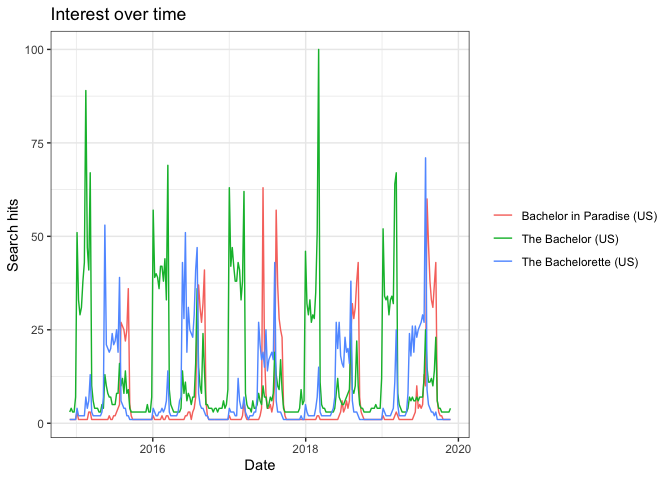 Interest over time
100
75
50
25
0
Search hits
2016
2018
2020
Date
Bachelor in Paradise (US)
The Bachelor (US)
The Bachelorette (US)